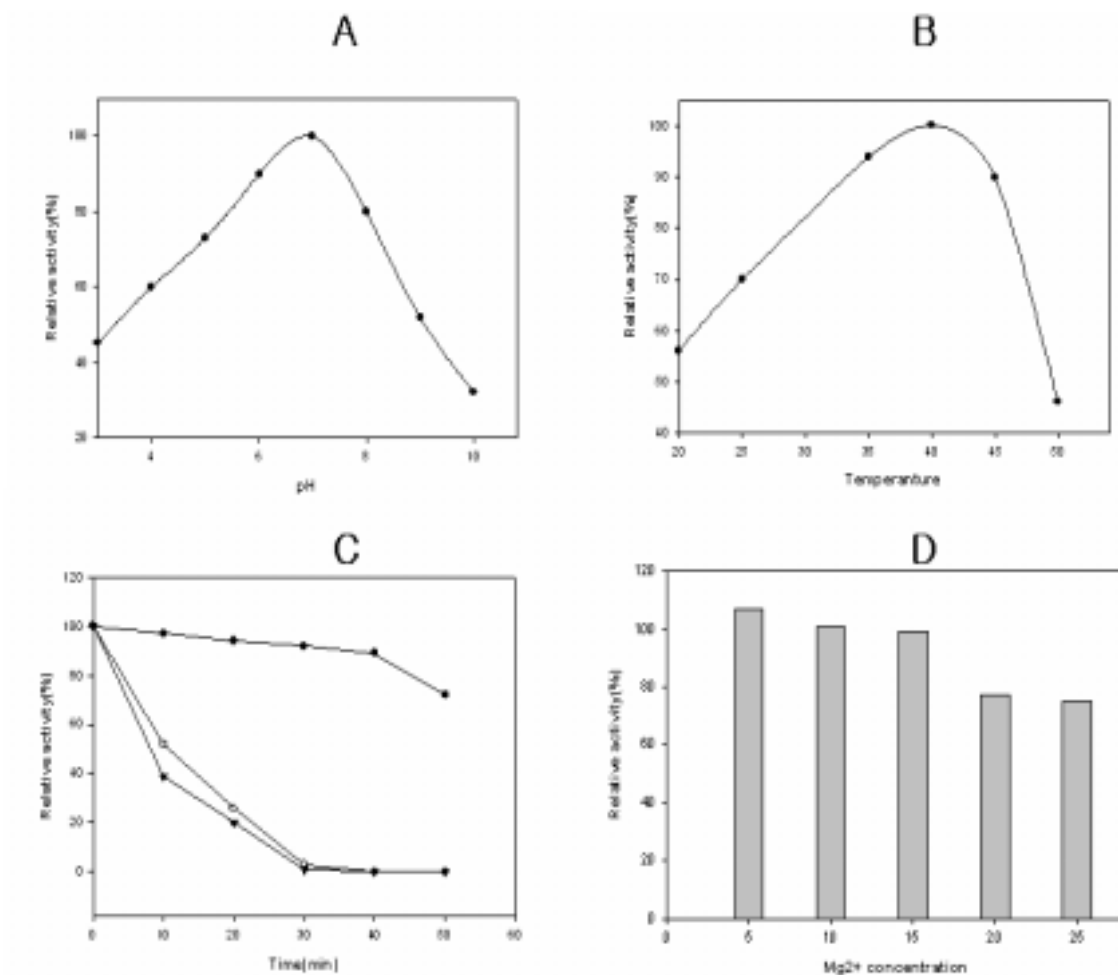 A
Relative activity(%)
100
80
60
40
20
4 6 8 10
pH
B
Relative activity(%)
100
90
80
70
60
50
40
20 25 30 35 40 45 50
Temperanture
C
Relative activity(%)
120
100
80
60
40
20
0
0 10 20 30 40 50 60
Time(min)
D
Relative activity(%)
120
100
80
60
40
20
0
0 5 10 15 20 25
Mg2+ concentration